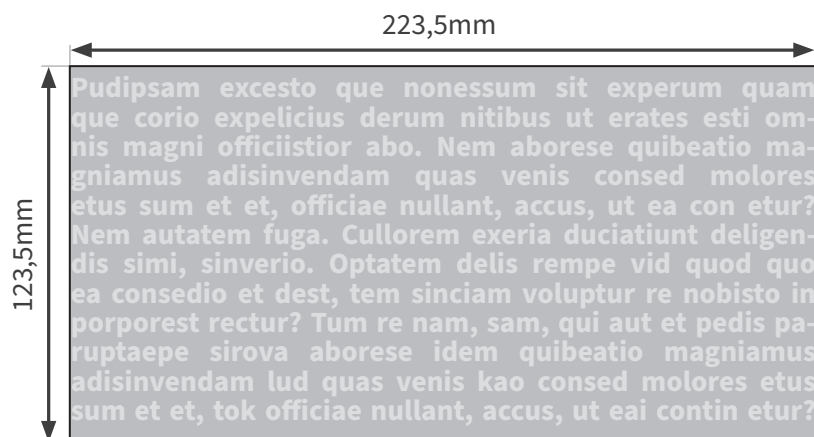 223,5mm
123,5mm
Pudipsam excesto que nonessum sit experum quam
que corio expelicius derum nitibus ut erates esti om-
nis magni officiistior abo. Nem aborese quibeatio ma-
gniamus adisinvendam quas venis consed molores
etus sum et et, officiae nullant, accus, ut ea con etur?
Nem autatem fuga. Cullorem exeria duciatiunt deligen-
dis simi, sinverio. Optatem delis rempe vid quod quo
ea consedio et dest, tem sinciam voluptur re nobisto in
porporest rectur? Tum re nam, sam, qui aut et pedis pa-
ruptaepe sirova aborese idem quibeatio magniamus
adisinvendam lud quas venis kao consed molores etus
sum et et, tok officiae nullant, accus, ut eai contin etur?